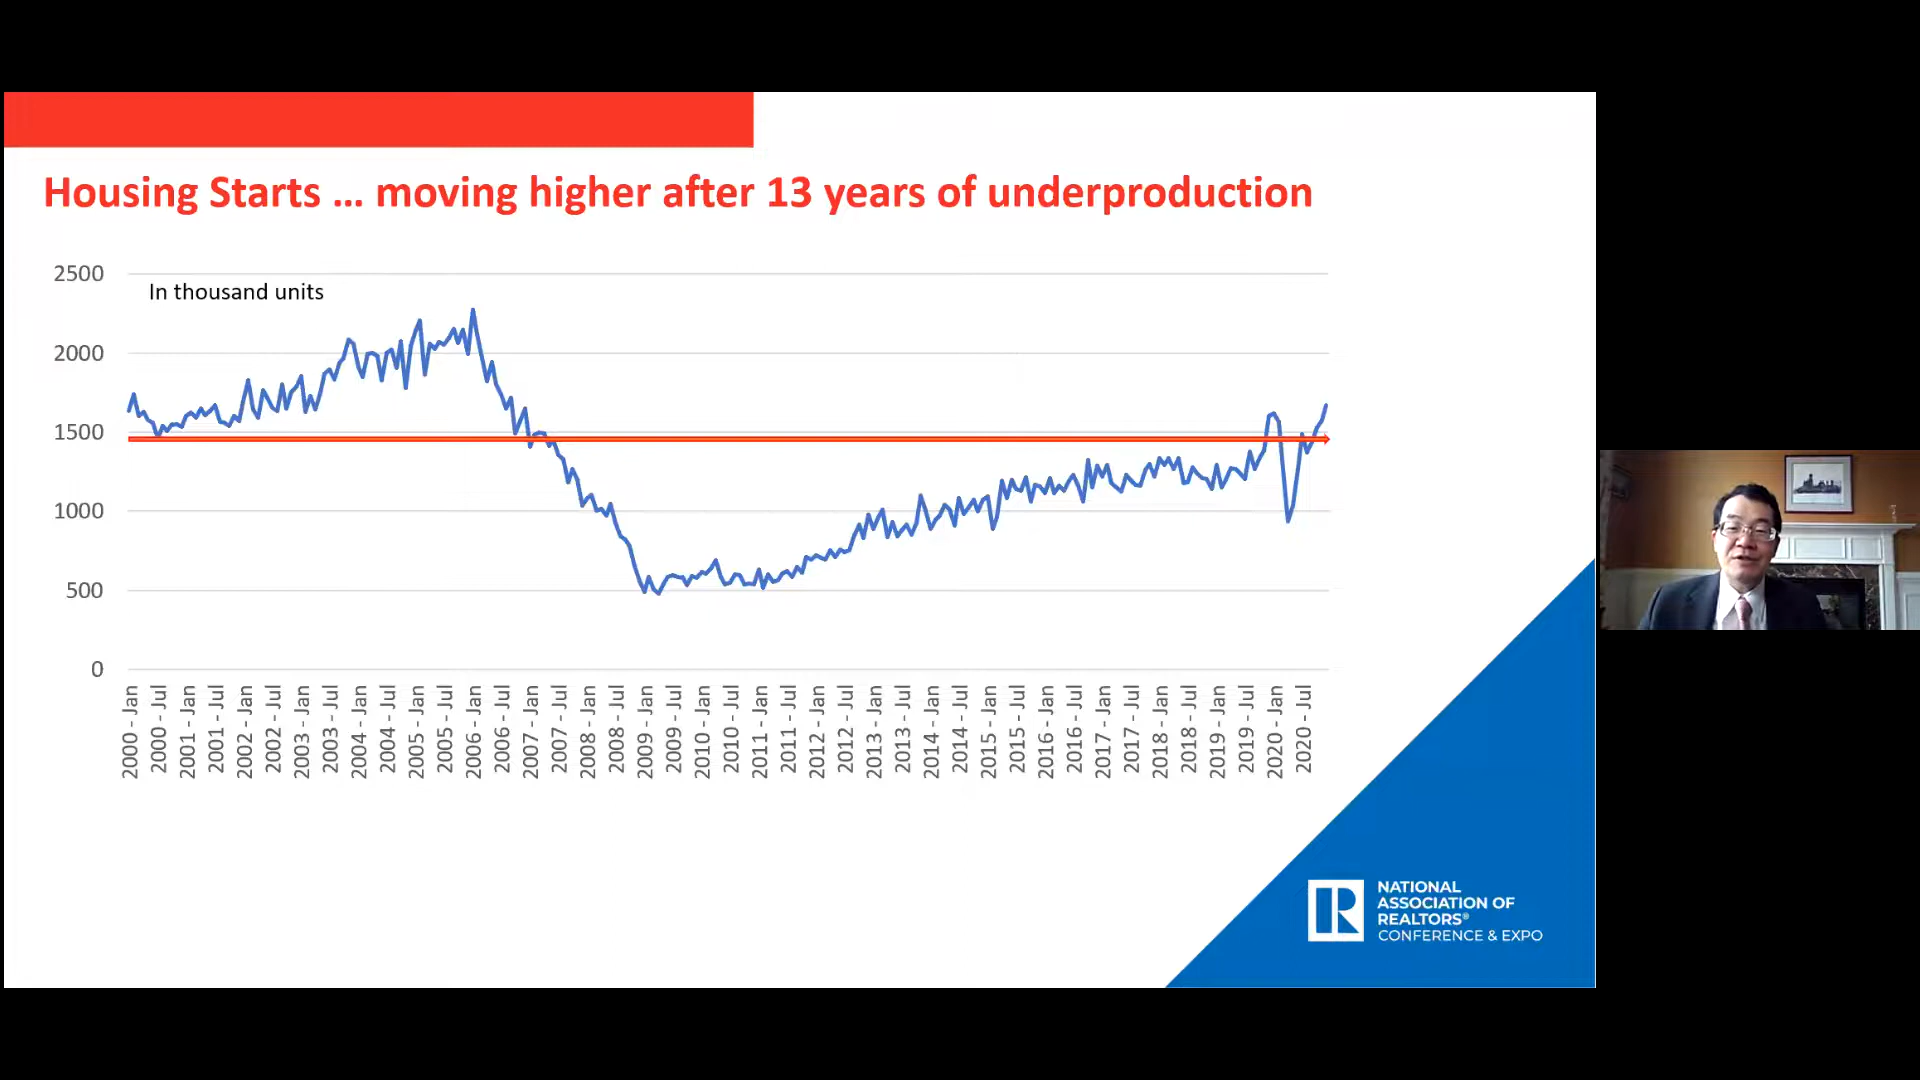 Housing Starts ... moving higher after 13 years of underproduction
2500
In thousand units
2000
1500
1000
500
0
2000 - Jan
2000 - Jul
2001 - Jan
2001 - Jul
2002 - Jan
2002 - Jul
2003 - Jan
2003 - Jul
2004 - Jan
2004 - Jul
2005 - Jan
2005 - Jul
2006 - Jan
2006 - Jul
2007 - Jan
2007 - Jul
2008 - Jan
2008 - Jul
2009 - Jan
2009 - Jul
2010 - Jan
2010 - Jul
2011 - Jan
2011 - Jul
2012 - Jan
2012 - Jul
2013 - Jan
2013 - Jul
2014 - Jan
2014 - Jul
2015 - Jan
2015 - Jul
2016 - Jan
2016 - Jul
2017 - Jan
2017 - Jul
2018 - Jan
2018 - Jul
2019 - Jan
2019 - Jul
2020 - Jan
2020 - Jul
NATIONAL
ASSOCIATION OF
REALTORS®
CONFERENCE & EXPO